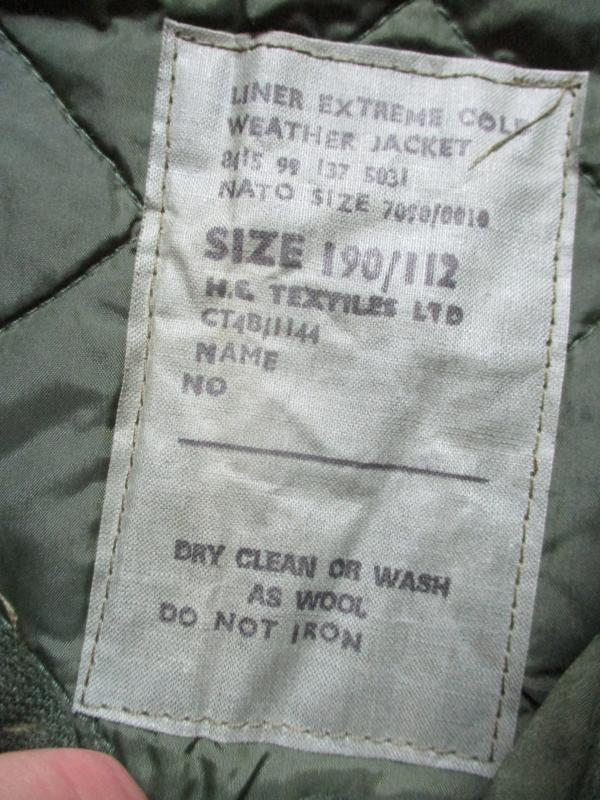 LINER EXTREME COLD
WEATHER JACKET
8415 99 137 5031
NATO SIZE 7090/0010
SIZE 190/112
H.E. TEXTILES LTD
CT4B/1144
NAME
NO
DRY CLEAN OR WASH
AS WOOL
DO NOT IRON